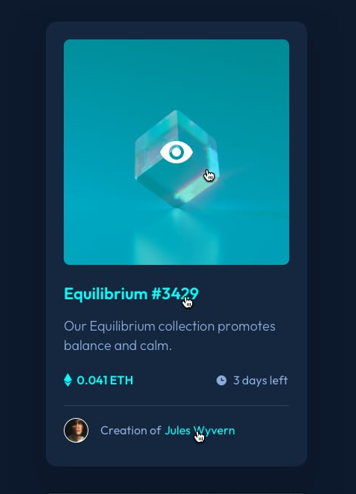 Equilibrium #3429
Our Equilibrium collection promotes
balance and calm.
0.041 ETH
3 days left
Creation of Jules Wyvern